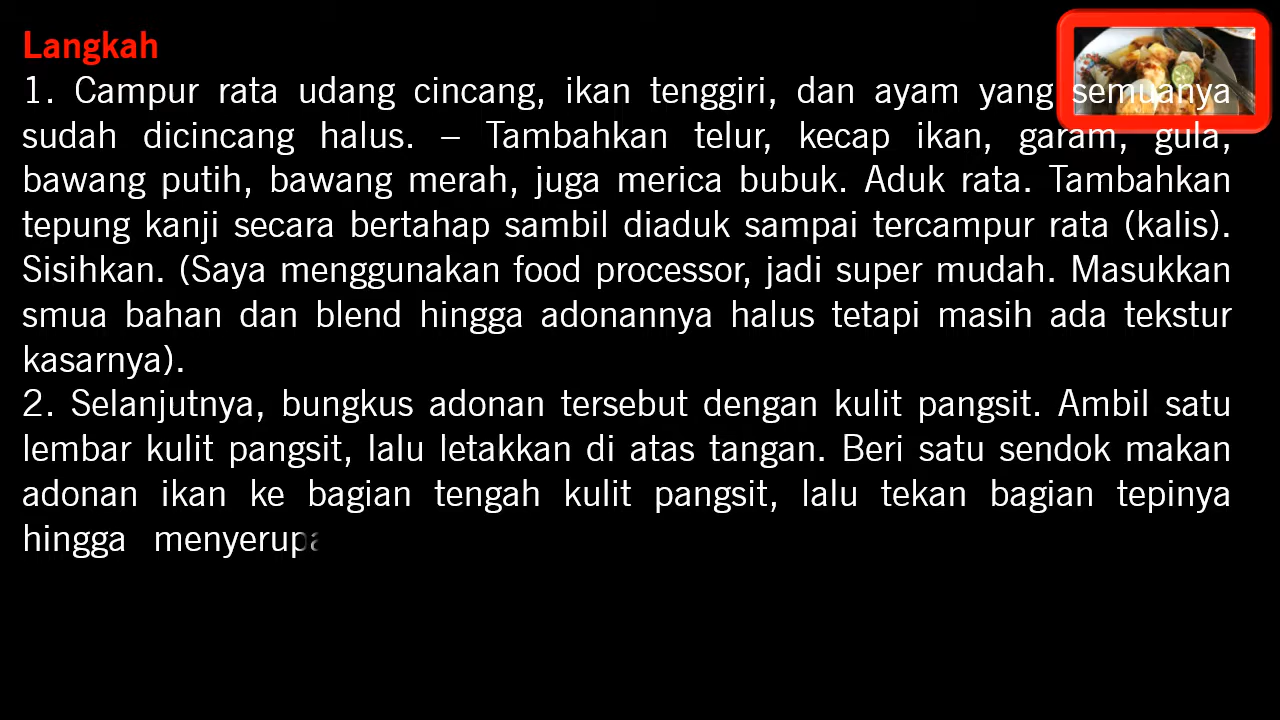 Langkah
1. Campur rata udang cincang, ikan tenggiri, dan ayam yang semuanya
sudah dicincang halus. – Tambahkan telur, kecap ikan, garam, gula,
bawang putih, bawang merah, juga merica bubuk. Aduk rata. Tambahkan
tepung kanji secara bertahap sambil diaduk sampai tercampur rata (kalis).
Sisihkan. (Saya menggunakan food processor, jadi super mudah. Masukkan
smua bahan dan blend hingga adonannya halus tetapi masih ada tekstur
kasarnya).
2. Selanjutnya, bungkus adonan tersebut dengan kulit pangsit. Ambil satu
lembar kulit pangsit, lalu letakkan di atas tangan. Beri satu sendok makan
adonan ikan ke bagian tengah kulit pangsit, lalu tekan bagian tepinya
hingga menyerupa